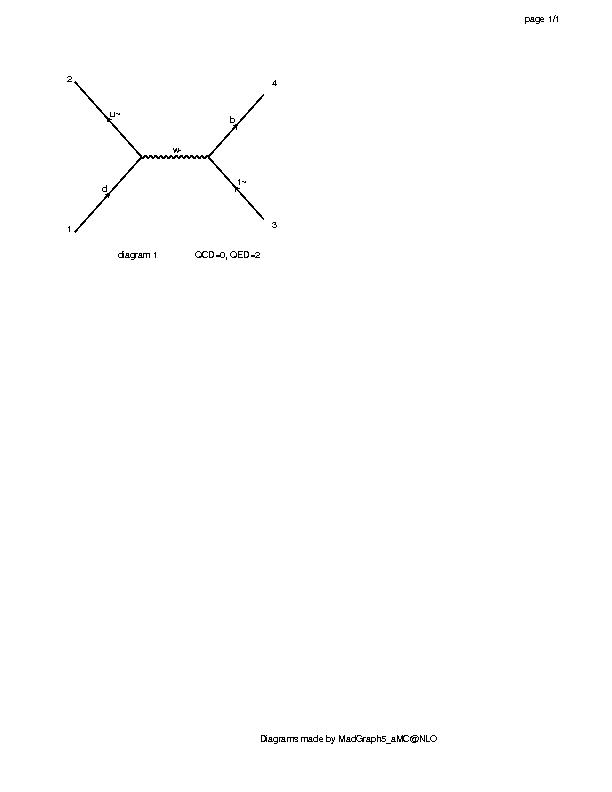 page 1/1
2
4
u~
b
w-
d
t~
1
3
diagram 1 QCD=0, QED=2
Diagrams made by MadGraph5_aMC@NLO